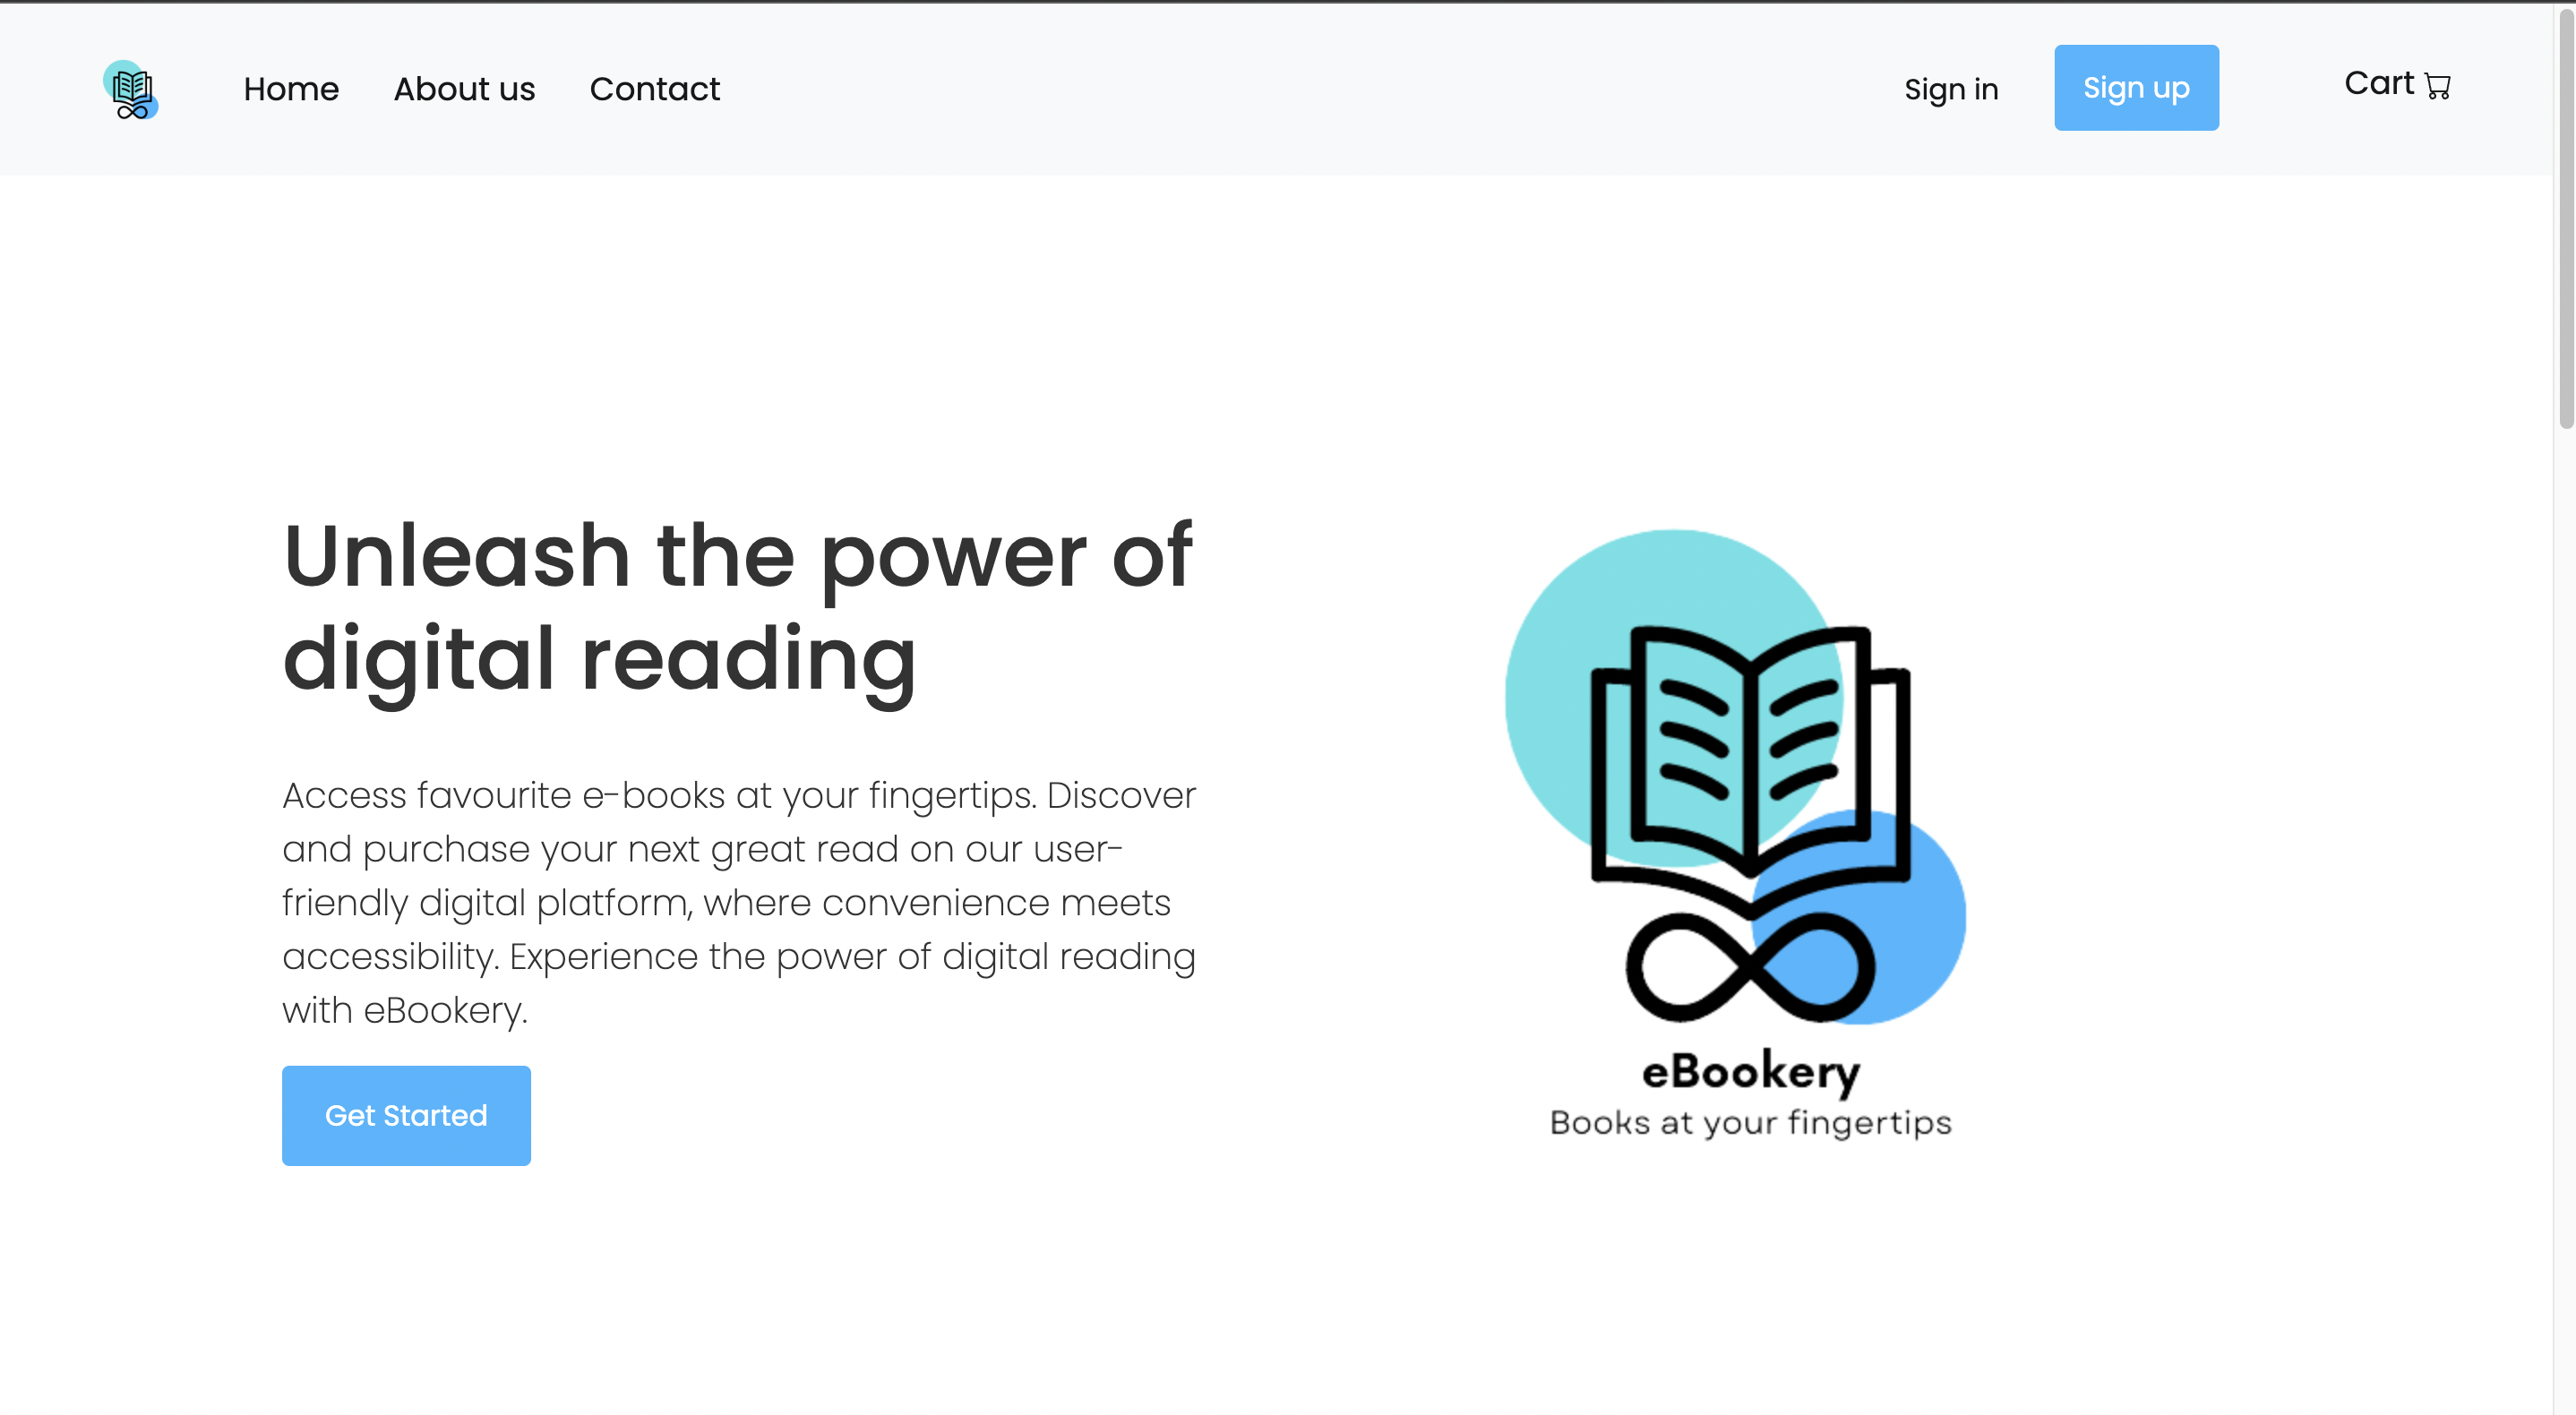 Home About us Contact Sign in Sign up Cart
Unleash the power of
digital reading
Access favourite e-books at your fingertips. Discover
and purchase your next great read on our user-
friendly digital platform, where convenience meets
accessibility. Experience the power of digital reading
with eBookery.
Get Started
eBookery
Books at your fingertips